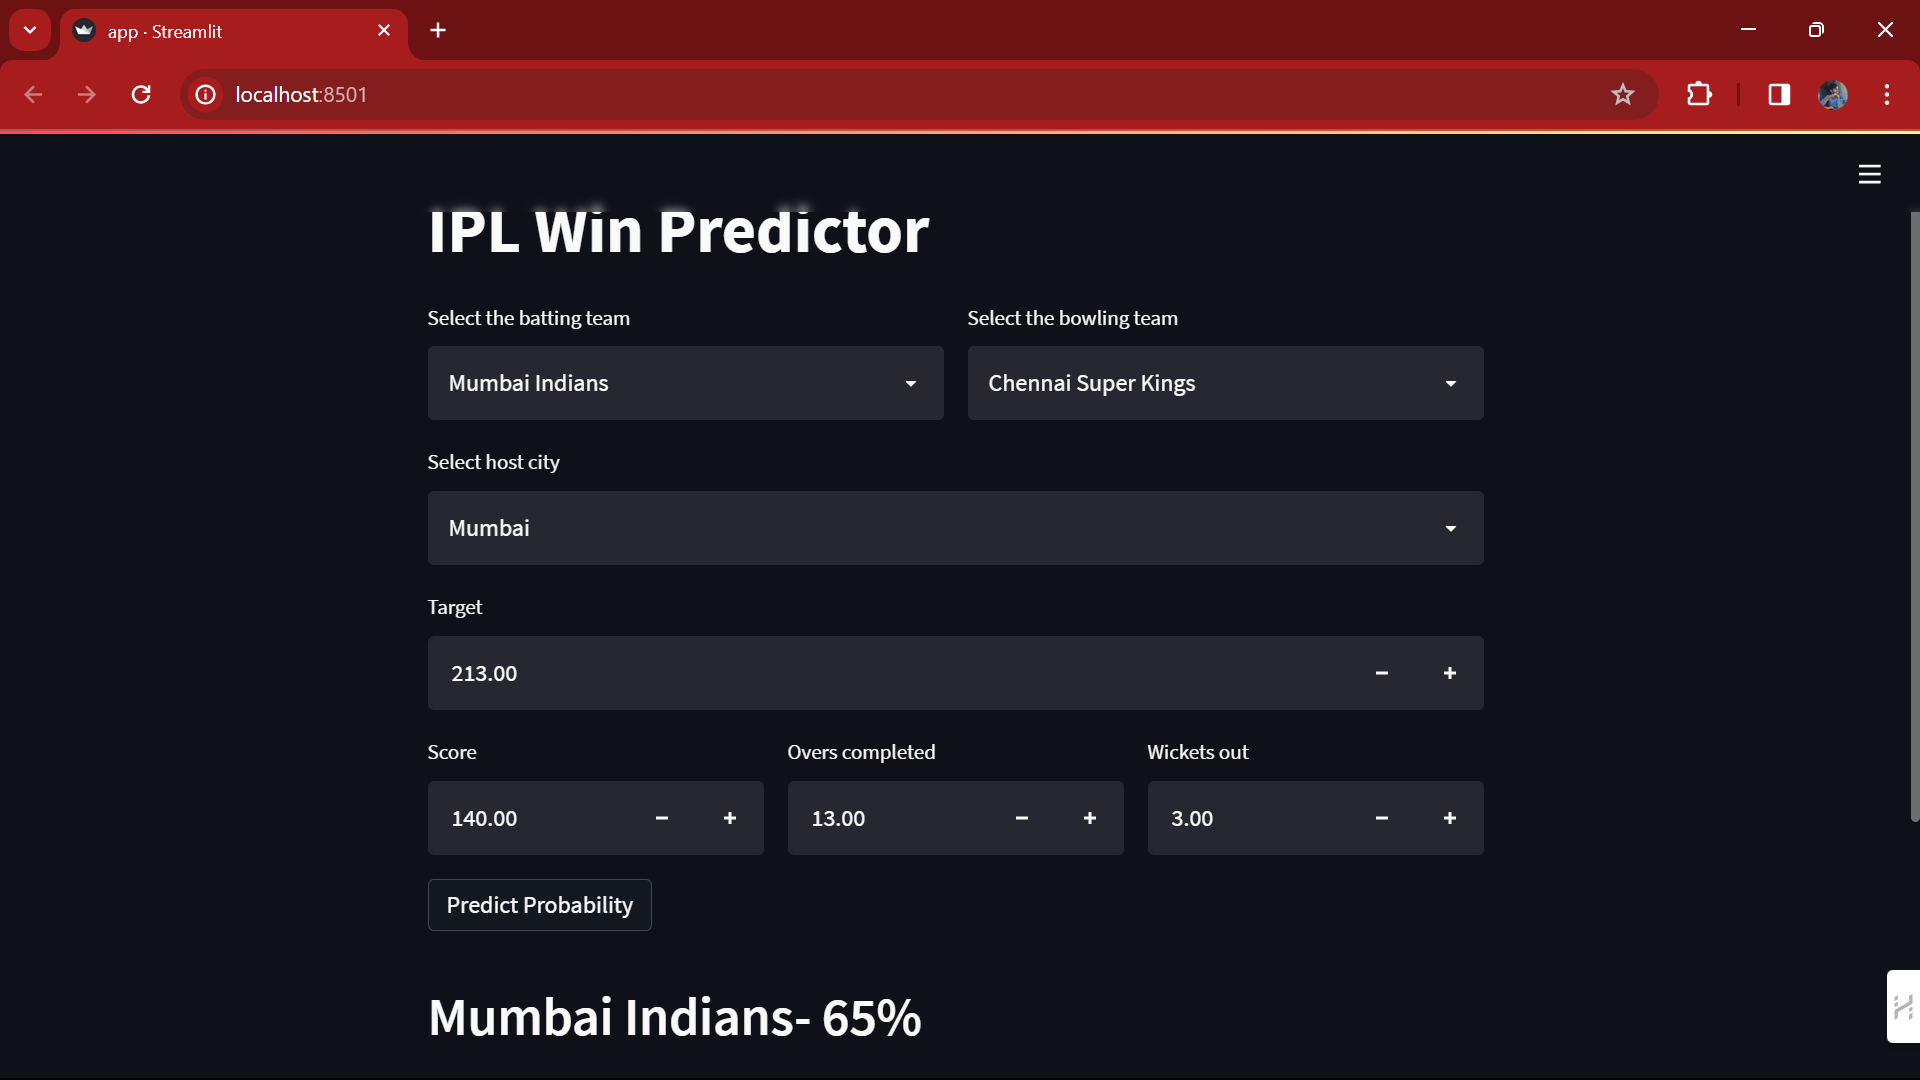 app · Streamlit
localhost:8501
IPL Win Predictor
Select the batting team
Select the bowling team
Mumbai Indians
Chennai Super Kings
Select host city
Mumbai
Target
213.00
Score
Overs completed
Wickets out
140.00
13.00
3.00
Predict Probability
Mumbai Indians- 65%